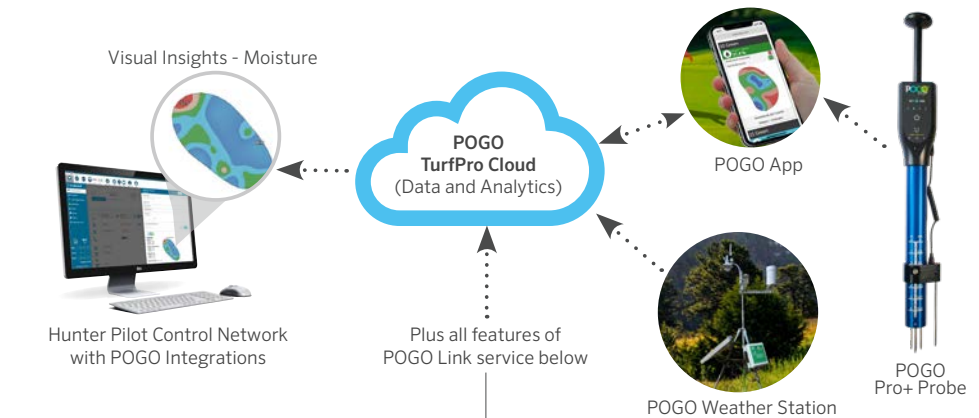 Visual Insights - Moisture
POGO
TurfPro Cloud
(Data and Analytics)
POGO App
POGO
Hunter Pilot Control Network
with POGO Integrations
Plus all features of
POGO Link service below
POGO Weather Station
POGO
Pro+ Probe